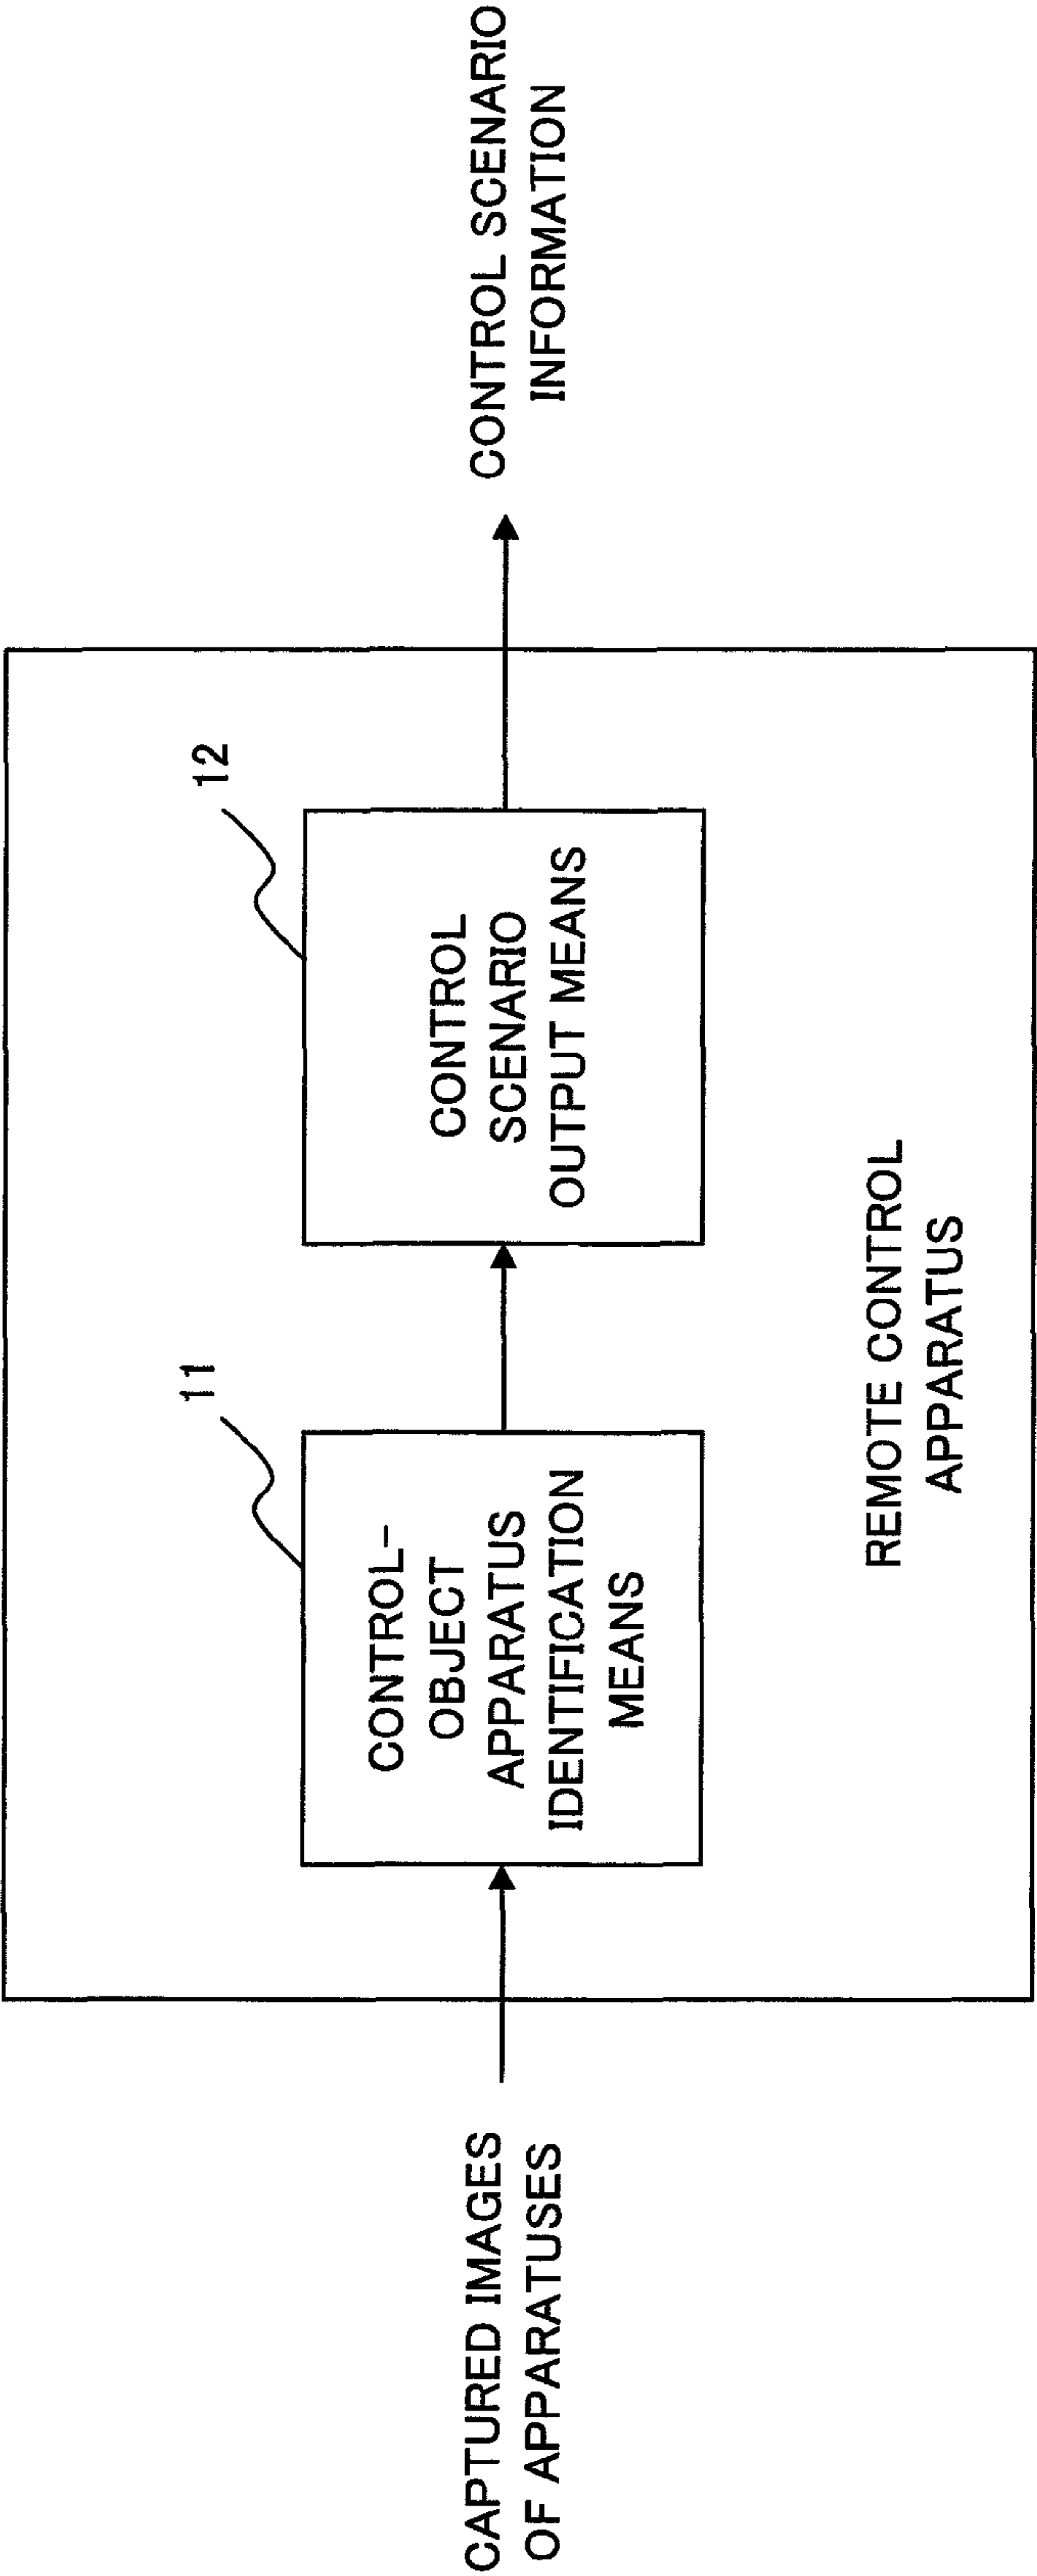 CAPTURED IMAGES
OF APPARATUSES
11
CONTROL-
OBJECT
APPARATUS
IDENTIFICATION
MEANS
12
CONTROL
SCENARIO
OUTPUT MEANS
REMOTE CONTROL
APPARATUS
CONTROL SCENARIO
INFORMATION